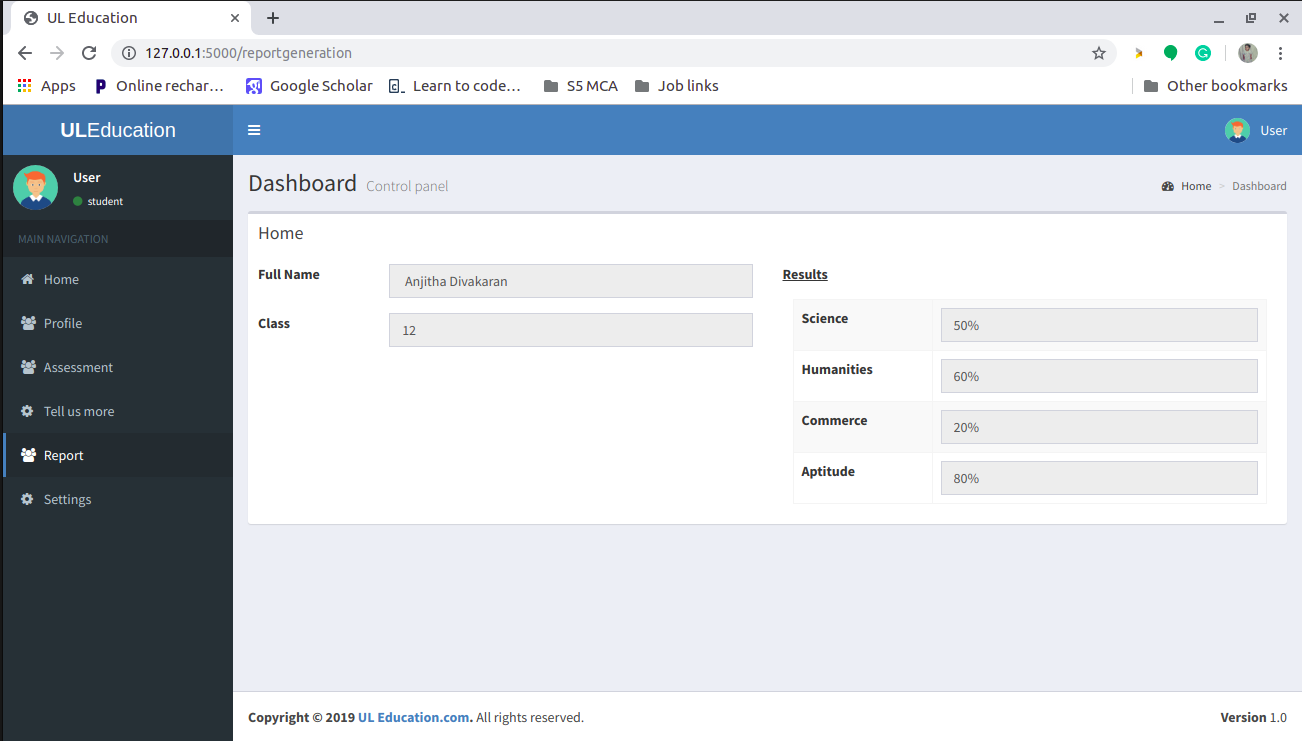 UL Education
127.0.0.1:5000/reportgeneration
Apps Online rechar… Google Scholar Learn to code… S5 MCA Job links Other bookmarks
ULEducation User
User
student
MAIN NAVIGATION
Home
Profile
Assessment
Tell us more
Report
Settings
Dashboard Control panel Home > Dashboard
Home
Full Name Anjitha Divakaran
Class 12
Results
Science 50%
Humanities 60%
Commerce 20%
Aptitude 80%
Copyright © 2019 UL Education.com. All rights reserved. Version 1.0